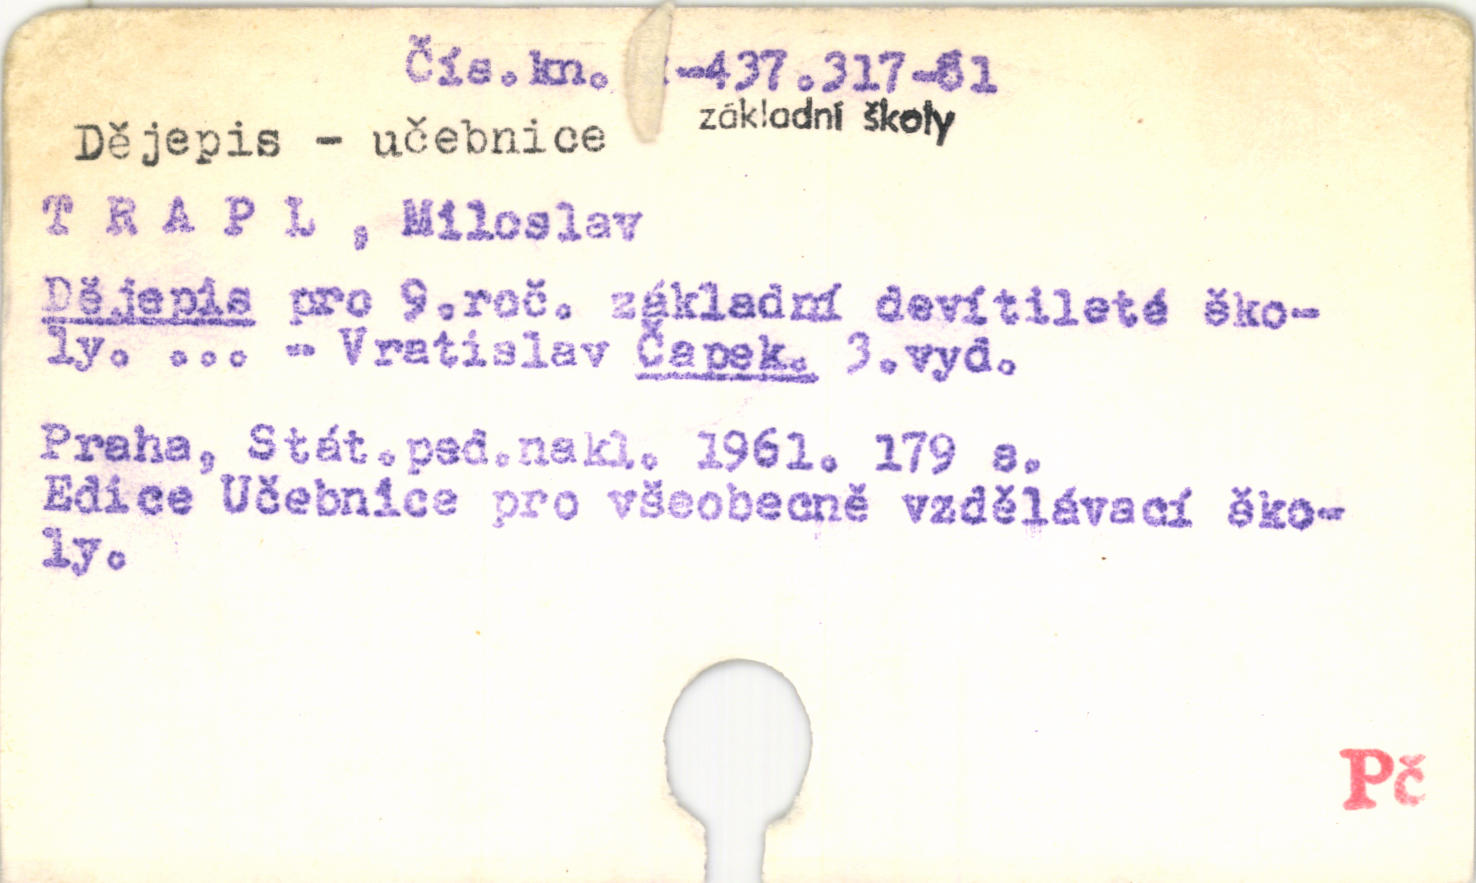 Čís.kn. -437.317-61
Dějepis - učebnice základní školy
T R A P L , Miloslav
Dějepis pro 9.roč. základní devítileté ško-
ly. ... - Vratislav Čapek. 3.vyd.
Praha, Stát.ped.nakl. 1961. 179 s.
Edice Učebnice pro všeobecně vzdělávací ško-
ly.
Pč